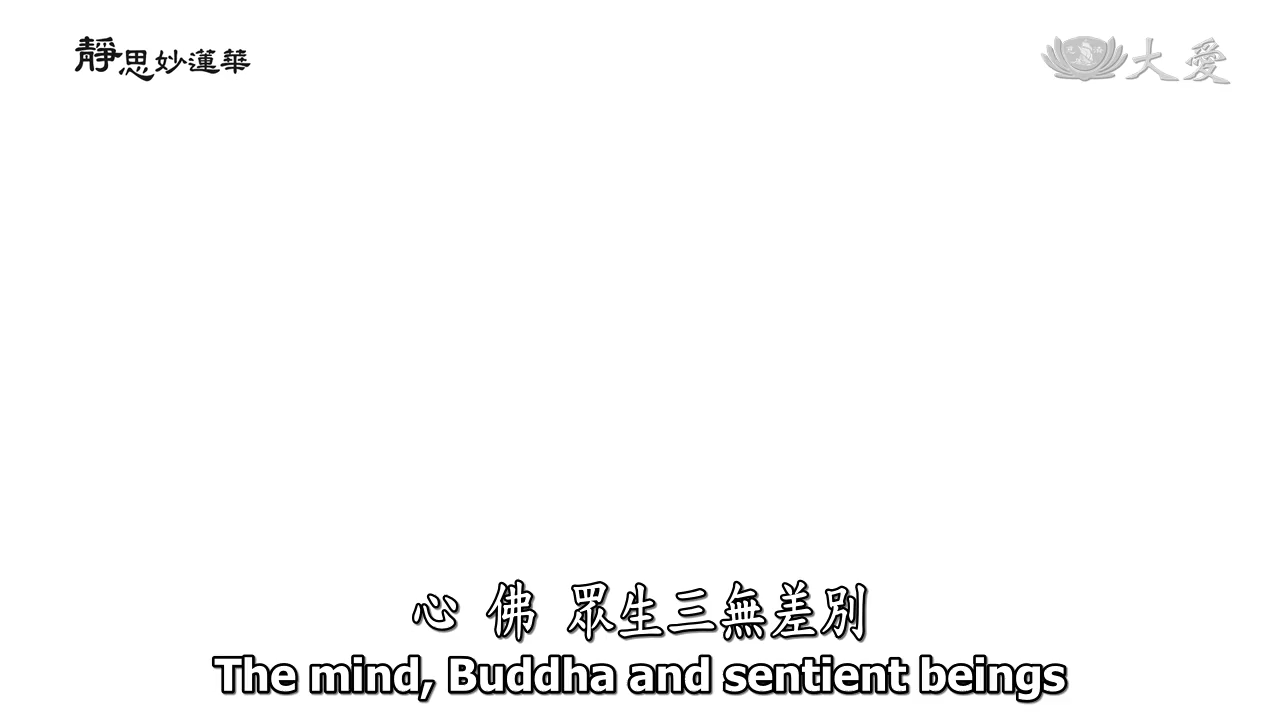 靜思妙蓮華
大愛
心 佛 眾生三無差別
The mind, Buddha and sentient beings